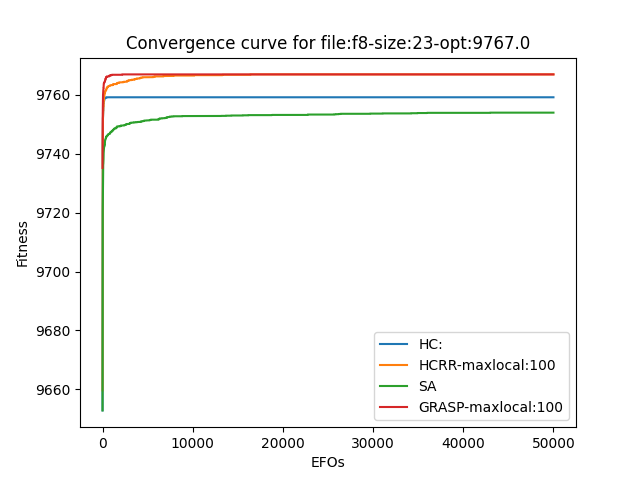 Convergence curve for file:f8-size:23-opt:9767.0
Fitness
9760
9740
9720
9700
9680
9660
HC:
HCRR-maxlocal:100
SA
GRASP-maxlocal:100
0
10000
20000
30000
40000
50000
EFOs